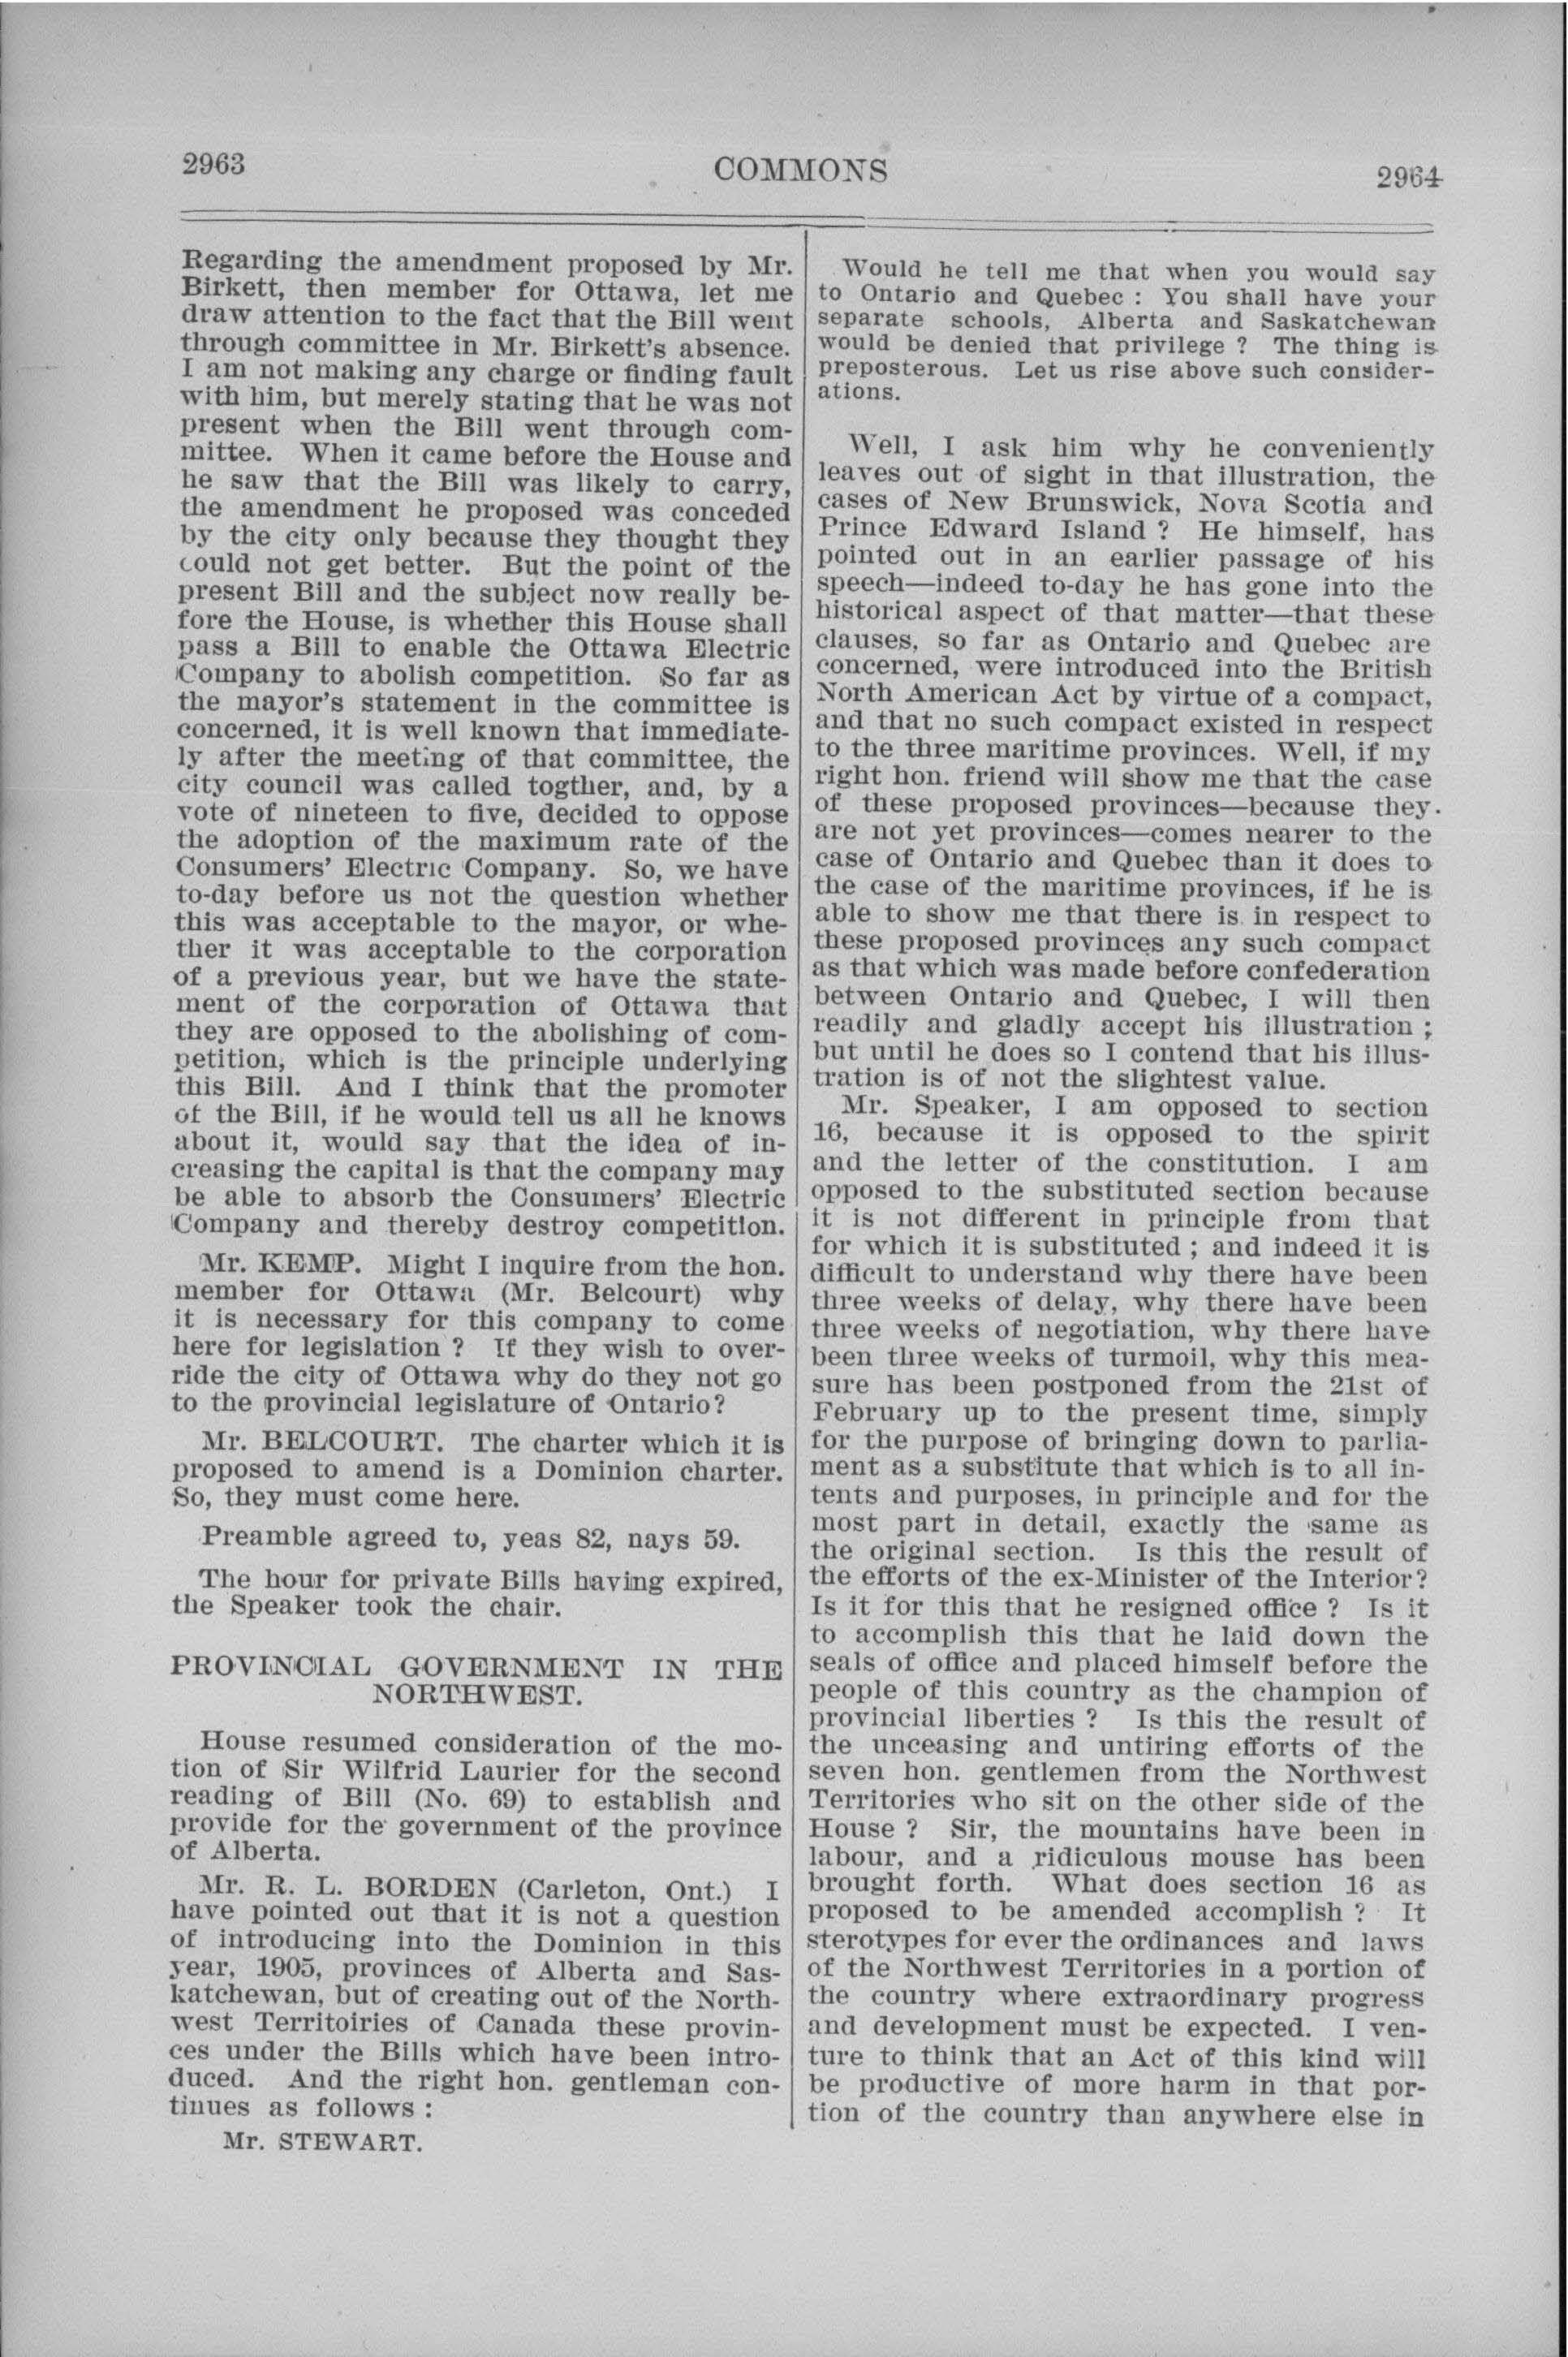 2963
COMMONS
2964
Regarding the amendment proposed by Mr.
Birkett, then member for Ottawa, let me
draw attention to the fact that the Bill went
through committee in Mr. Birkett's absence.
I am not making any charge or finding fault
with him, but merely stating that he was not
present when the Bill went through com-
mittee. When it came before the House and
he saw that the Bill was likely to carry,
the amendment he proposed was conceded
by the city only because they thought they
could not get better. But the point of the
present Bill and the subject now really be-
fore the House, is whether this House shall
pass a Bill to enable the Ottawa Electric
Company to abolish competition. So far as
the mayor's statement in the committee is
concerned, it is well known that immediate-
ly after the meeting of that committee, the
city council was called togther, and, by a
vote of nineteen to five, decided to oppose
the adoption of the maximum rate of the
Consumers' Electric Company. So, we have
to-day before us not the question whether
this was acceptable to the mayor, or whe-
ther it was acceptable to the corporation
of a previous year, but we have the state-
ment of the corporation of Ottawa that
they are opposed to the abolishing of com-
petition, which is the principle underlying
this Bill. And I think that the promoter
of the Bill, if he would tell us all he knows
about it, would say that the idea of in-
creasing the capital is that the company may
be able to absorb the Consumers' Electric
Company and thereby destroy competition.
Mr. KEMP. Might I inquire from the hon.
member for Ottawa (Mr. Belcourt) why
it is necessary for this company to come
here for legislation ? If they wish to over-
ride the city of Ottawa why do they not go
to the provincial legislature of Ontario?
Mr. BELCOURT. The charter which it is
proposed to amend is a Dominion charter.
So, they must come here.
Preamble agreed to, yeas 82, nays 59.
The hour for private Bills having expired,
the Speaker took the chair.
PROVINCIAL GOVERNMENT IN THE
NORTHWEST.
House resumed consideration of the mo-
tion of Sir Wilfrid Laurier for the second
reading of Bill (No. 69) to establish and
provide for the government of the province
of Alberta.
Mr. R. L. BORDEN (Carleton, Ont.) I
have pointed out that it is not a question
of introducing into the Dominion in this
year, 1905, provinces of Alberta and Sas-
katchewan, but of creating out of the North-
west Territoiries of Canada these provin-
ces under the Bills which have been intro-
duced. And the right hon. gentleman con-
tinues as follows :
Mr. STEWART.
Would he tell me that when you would say
to Ontario and Quebec : You shall have your
separate schools, Alberta and Saskatchewan
would be denied that privilege ? The thing is
preposterous. Let us rise above such consider-
ations.
Well, I ask him why he conveniently
leaves out of sight in that illustration, the
cases of New Brunswick, Nova Scotia and
Prince Edward Island ? He himself, has
pointed out in an earlier passage of his
speech—indeed to-day he has gone into the
historical aspect of that matter—that these
clauses, so far as Ontario and Quebec are
concerned, were introduced into the British
North American Act by virtue of a compact,
and that no such compact existed in respect
to the three maritime provinces. Well, if my
right hon. friend will show me that the case
of these proposed provinces—because they
are not yet provinces—comes nearer to the
case of Ontario and Quebec than it does to
the case of the maritime provinces, if he is
able to show me that there is in respect to
these proposed provinces any such compact
as that which was made before confederation
between Ontario and Quebec, I will then
readily and gladly accept his illustration ;
but until he does so I contend that his illus-
tration is of not the slightest value.
Mr. Speaker, I am opposed to section
16, because it is opposed to the spirit
and the letter of the constitution. I am
opposed to the substituted section because
it is not different in principle from that
for which it is substituted ; and indeed it is
difficult to understand why there have been
three weeks of delay, why there have been
three weeks of negotiation, why there have
been three weeks of turmoil, why this mea-
sure has been postponed from the 21st of
February up to the present time, simply
for the purpose of bringing down to parlia-
ment as a substitute that which is to all in-
tents and purposes, in principle and for the
most part in detail, exactly the same as
the original section. Is this the result of
the efforts of the ex-Minister of the Interior?
Is it for this that he resigned office ? Is it
to accomplish this that he laid down the
seals of office and placed himself before the
people of this country as the champion of
provincial liberties ? Is this the result of
the unceasing and untiring efforts of the
seven hon. gentlemen from the Northwest
Territories who sit on the other side of the
House ? Sir, the mountains have been in
labour, and a ridiculous mouse has been
brought forth. What does section 16 as
proposed to be amended accomplish ? It
sterotypes for ever the ordinances and laws
of the Northwest Territories in a portion of
the country where extraordinary progress
and development must be expected. I ven-
ture to think that an Act of this kind will
be productive of more harm in that por-
tion of the country than anywhere else in